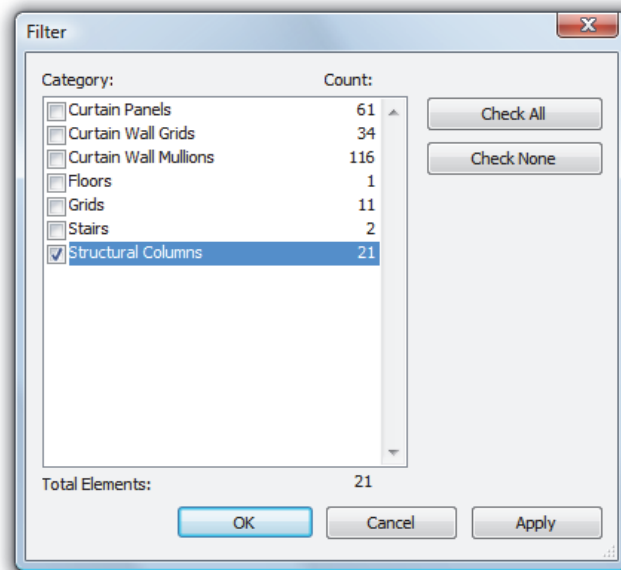 Filter
Category: Count:
Curtain Panels 61
Curtain Wall Grids 34
Curtain Wall Mullions 116
Floors 1
Grids 11
Stairs 2
Structural Columns 21
Check All
Check None
Total Elements: 21
OK Cancel Apply